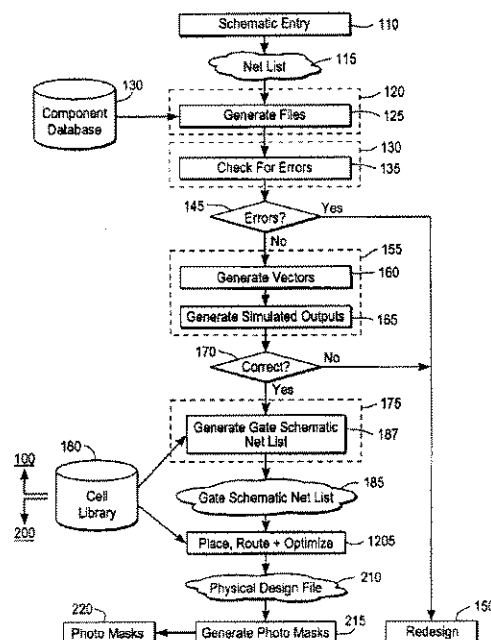 Schematic Entry
110
Net List
115
130
Component
Database
120
Generate Files
125
130
Check For Errors
135
145
Errors?
Yes
No
155
Generate Vectors
160
Generate Simulated Outputs
165
170
Correct?
No
Yes
175
Generate Gate Schematic
Net List
187
180
Cell
Library
100
200
Gate Schematic Net List
185
Place, Route + Optimize
1205
Physical Design File
210
220
Photo Masks
Generate Photo Masks
215
150
Redesign